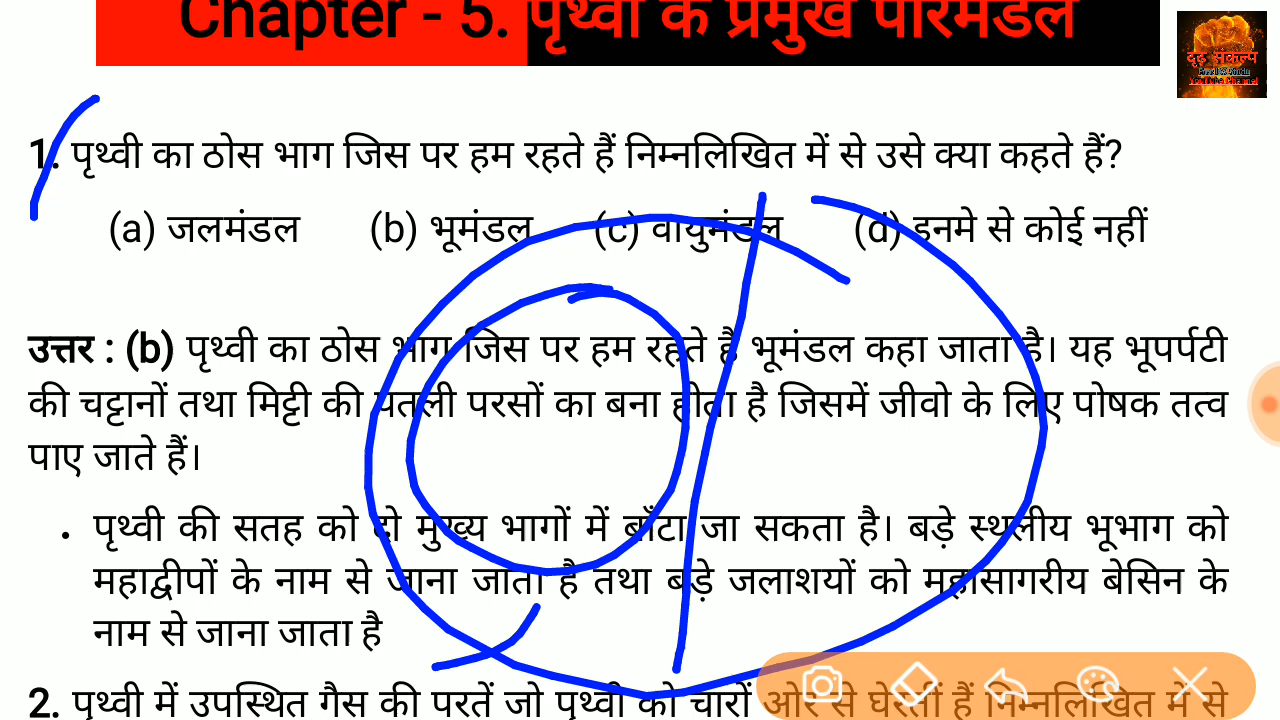 Chapter - 5. पृथ्वी के प्रमुख परिमंडल
दृढ़ संकल्प
1. पृथ्वी का ठोस भाग जिस पर हम रहते हैं निम्नलिखित में से उसे क्या कहते हैं?
(a) जलमंडल (b) भूमंडल (c) वायुमंडल (d) इनमे से कोई नहीं
उत्तर : (b) पृथ्वी का ठोस भाग जिस पर हम रहते है भूमंडल कहा जाता है। यह भूपर्पटी
की चट्टानों तथा मिट्टी की पतली परसों का बना होता है जिसमें जीवो के लिए पोषक तत्व
पाए जाते हैं।
• पृथ्वी की सतह को दो मुख्य भागों में बाँटा जा सकता है। बड़े स्थलीय भूभाग को
महाद्वीपों के नाम से जाना जाता है तथा बड़े जलाशयों को महासागरीय बेसिन के
नाम से जाना जाता है
2. पृथ्वी में उपस्थित गैस की परतें जो पृथ्वी को चारों ओर से घेरती हैं निम्नलिखित में से